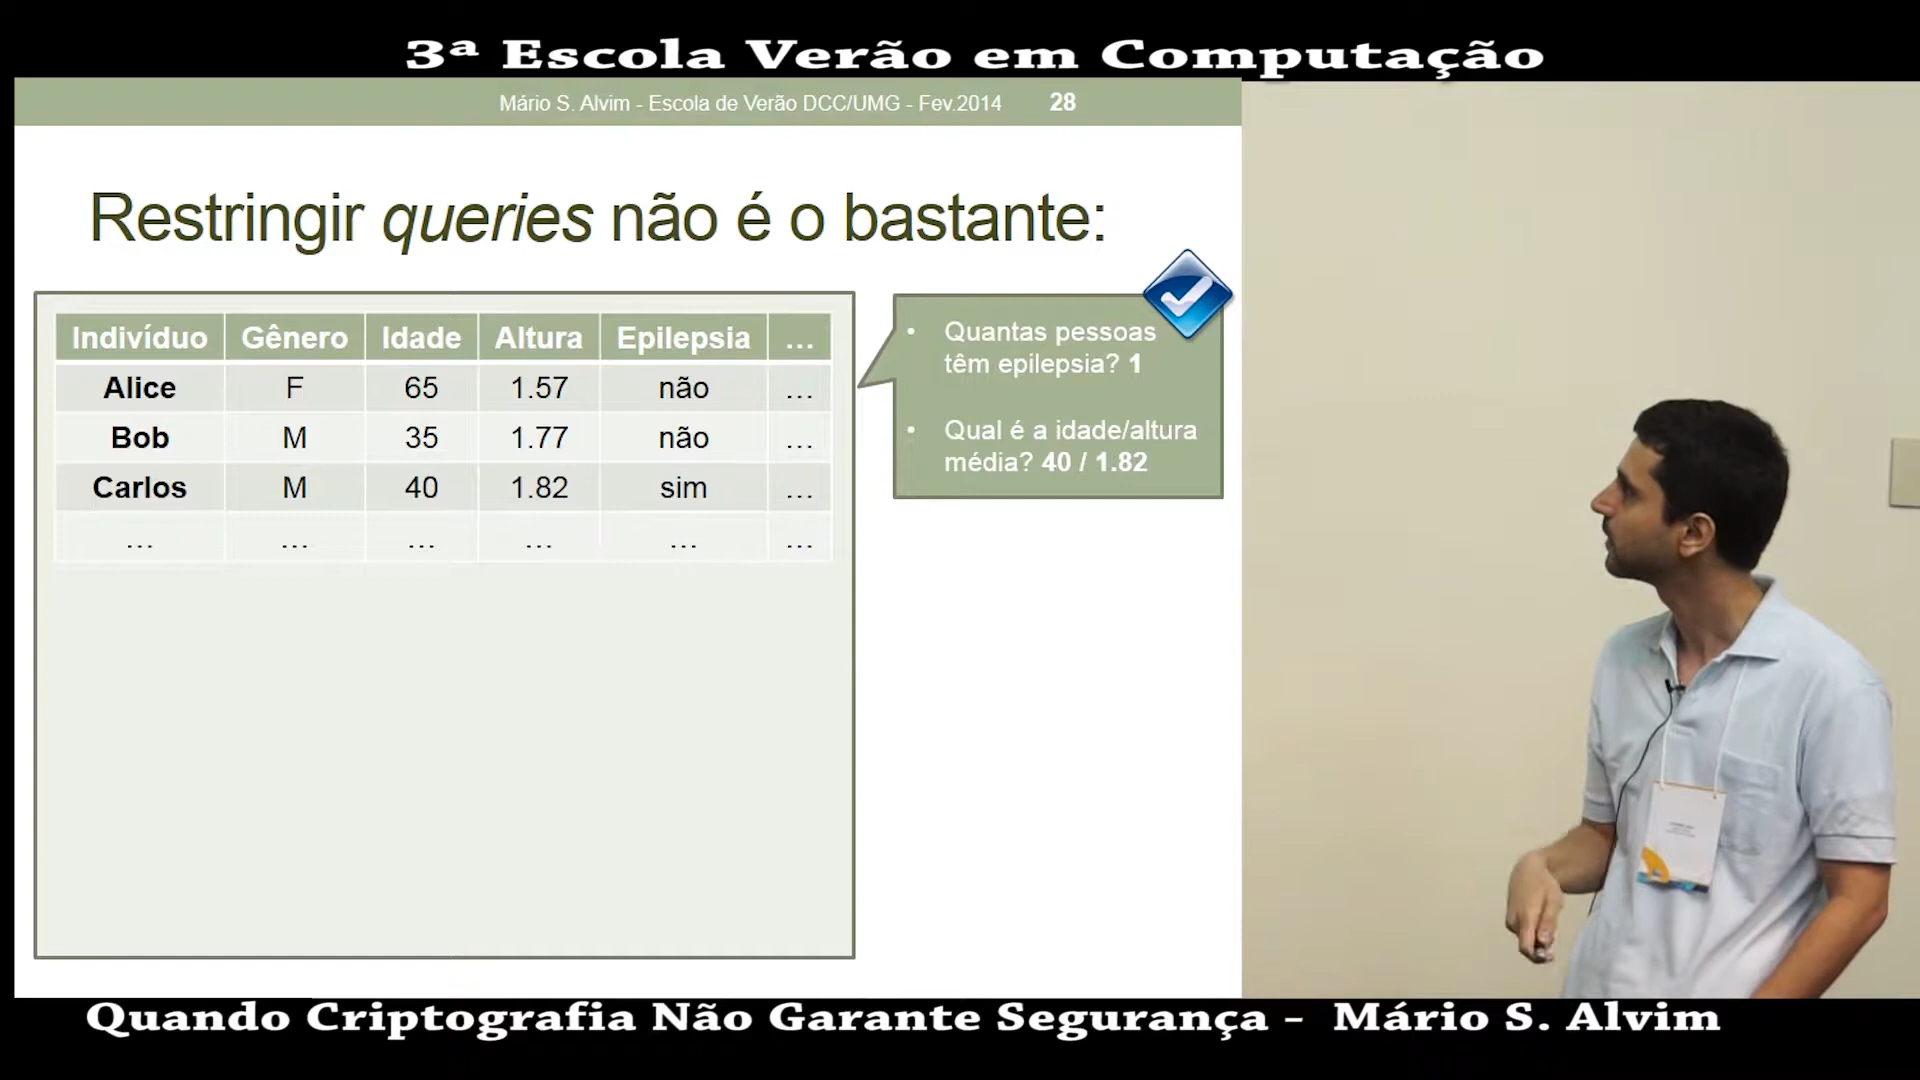 3ª Escola Verão em Computação
Mário S. Alvim - Escola de Verão DCC/UMG - Fev.2014 28
Restringir queries não é o bastante:
Indivíduo Gênero Idade Altura Epilepsia ...
Alice F 65 1.57 não ...
Bob M 35 1.77 não ...
Carlos M 40 1.82 sim ...
... ... ... ... ... ...
• Quantas pessoas
têm epilepsia? 1
• Qual é a idade/altura
média? 40 / 1.82
Quando Criptografia Não Garante Segurança - Mário S. Alvim